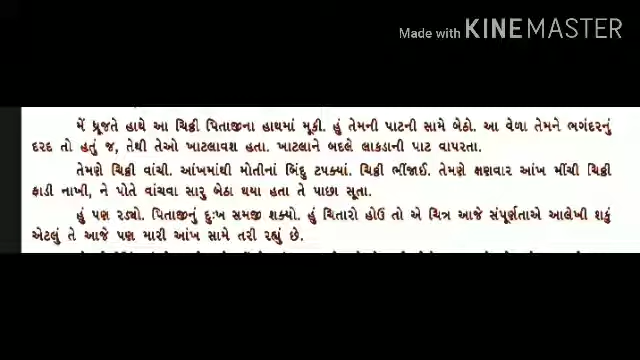 Made with KINEMASTER
મેં ધ્રૂજતે હાથે આ ચિઠ્ઠી પિતાજીના હાથમાં મૂકી. હું તેમની પાટની સામે બેઠો. આ વેળા તેમને ભગંદરનું
દરદ તો હતું જ, તેથી તેઓ ખાટલાવશ હતા. ખાટલાને બદલે લાકડાની પાટ વાપરતા.
તેમણે ચિઠ્ઠી વાંચી. આંખમાંથી મોતીનાં બિંદુ ટપક્યાં. ચિઠ્ઠી ભીંજાઈ. તેમણે ક્ષણવાર આંખ મીંચી ચિઠ્ઠી
ફાડી નાખી, ને પોતે વાંચવા સારુ બેઠા થયા હતા તે પાછા સૂતા.
હું પણ રડ્યો. પિતાજીનું દુઃખ સમજી શક્યો. હું ચિતારો હોઉં તો એ ચિત્ર આજે સંપૂર્ણતાએ આલેખી શકું
એટલું તે આજે પણ મારી આંખ સામે તરી રહ્યું છે.